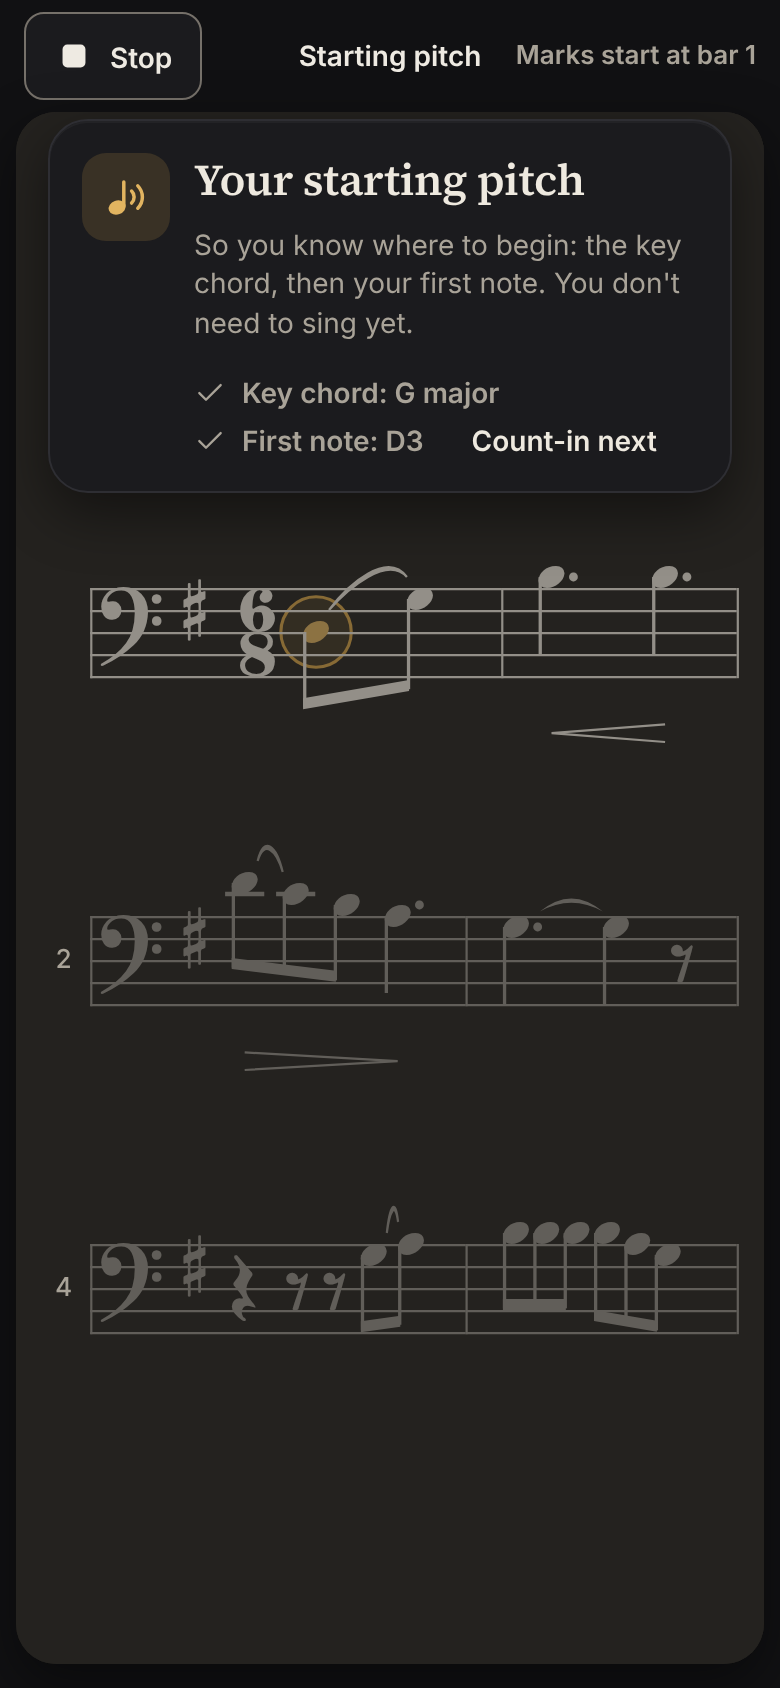 Stop
Starting pitch
Marks start at bar 1
Your starting pitch
So you know where to begin: the key
chord, then your first note. You don't
need to sing yet.
Key chord: G major
First note: D3
Count-in next
6
8
2
4